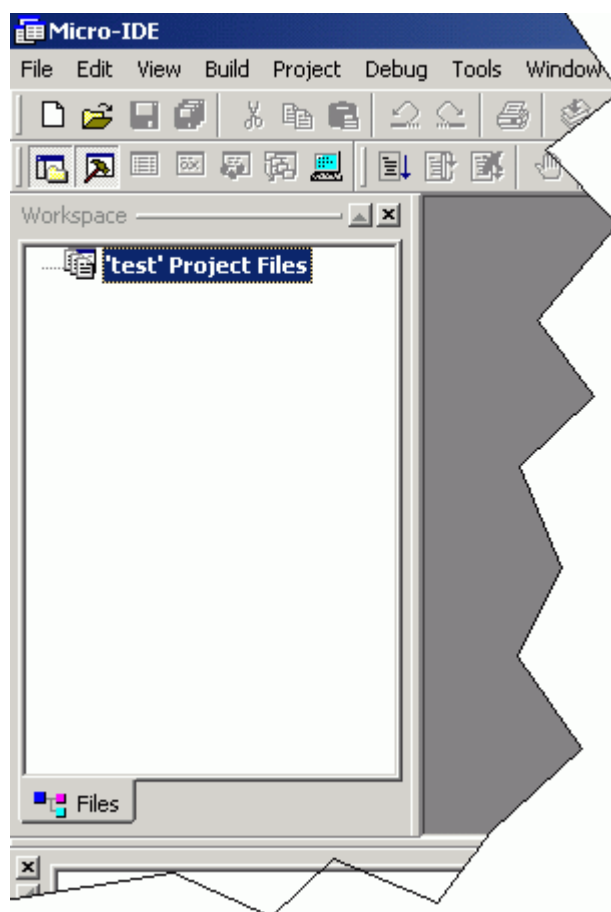 Micro-IDE
File Edit View Build Project Debug Tools Window
Workspace
'test' Project Files
Files